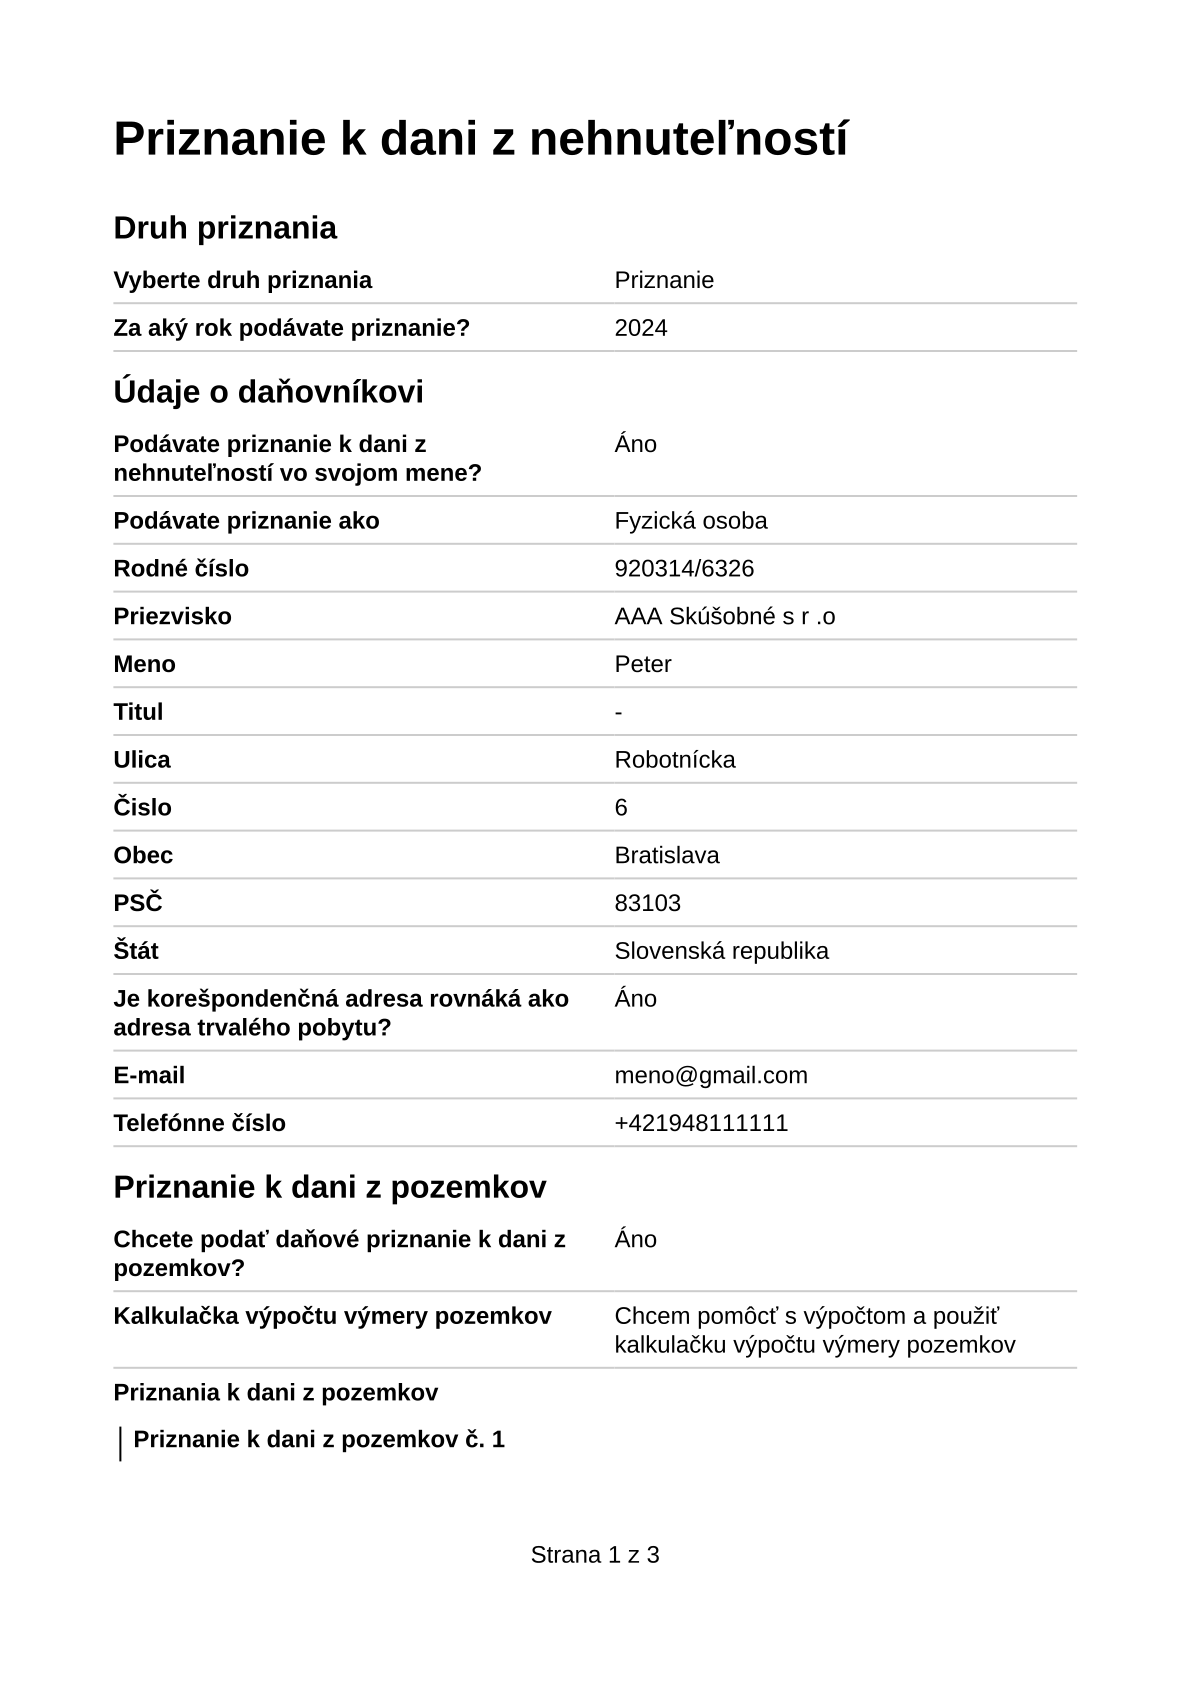 Priznanie k dani z nehnuteľností
Druh priznania
Vyberte druh priznania Priznanie
Za aký rok podávate priznanie? 2024
Údaje o daňovníkovi
Podávate priznanie k dani z Áno
nehnuteľností vo svojom mene?
Podávate priznanie ako Fyzická osoba
Rodné číslo 920314/6326
Priezvisko AAA Skúšobné s r .o
Meno Peter
Titul -
Ulica Robotnícka
Čislo 6
Obec Bratislava
PSČ 83103
Štát Slovenská republika
Je korešpondenčná adresa rovnáká ako Áno
adresa trvalého pobytu?
E-mail meno@gmail.com
Telefónne číslo +421948111111
Priznanie k dani z pozemkov
Chcete podať daňové priznanie k dani z Áno
pozemkov?
Kalkulačka výpočtu výmery pozemkov Chcem pomôcť s výpočtom a použiť
kalkulačku výpočtu výmery pozemkov
Priznania k dani z pozemkov
Priznanie k dani z pozemkov č. 1
Strana 1 z 3